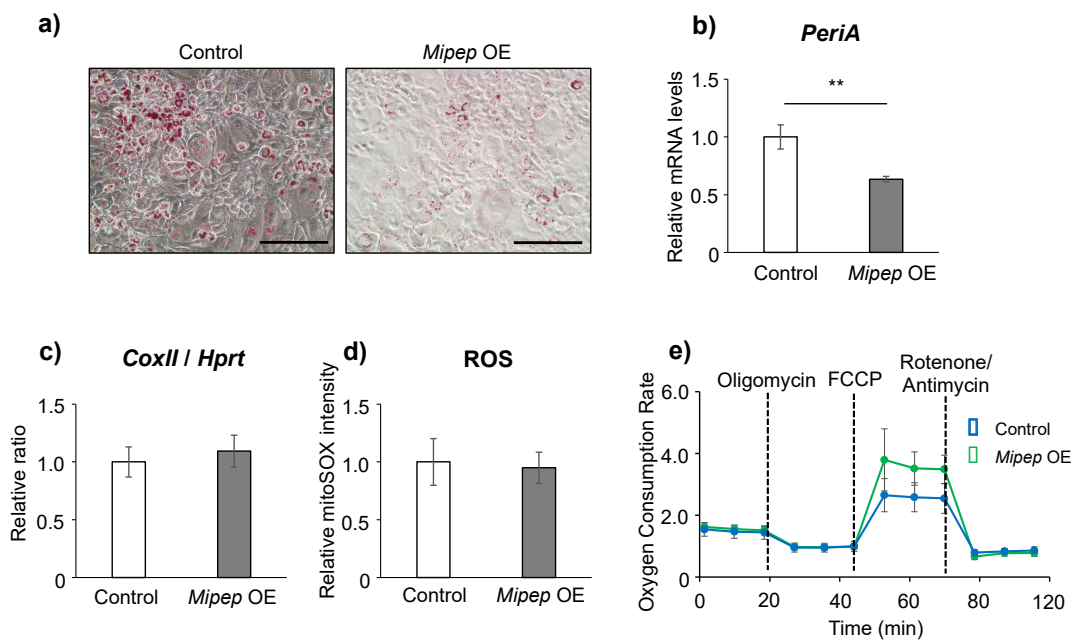 a)
Control
Mipep OE
b)
PeriA
Relative mRNA levels
1.5
1.0
0.5
0
**
Control
Mipep OE
c)
CoxII / Hprt
Relative ratio
1.5
1.0
0.5
0
Control
Mipep OE
d)
ROS
Relative mitoSOX intensity
1.5
1.0
0.5
0
Control
Mipep OE
e)
Oxygen Consumption Rate
6.0
4.0
2.0
0
Oligomycin
FCCP
Rotenone/
Antimycin
Control
Mipep OE
0
20
40
60
80
100
120
Time (min)